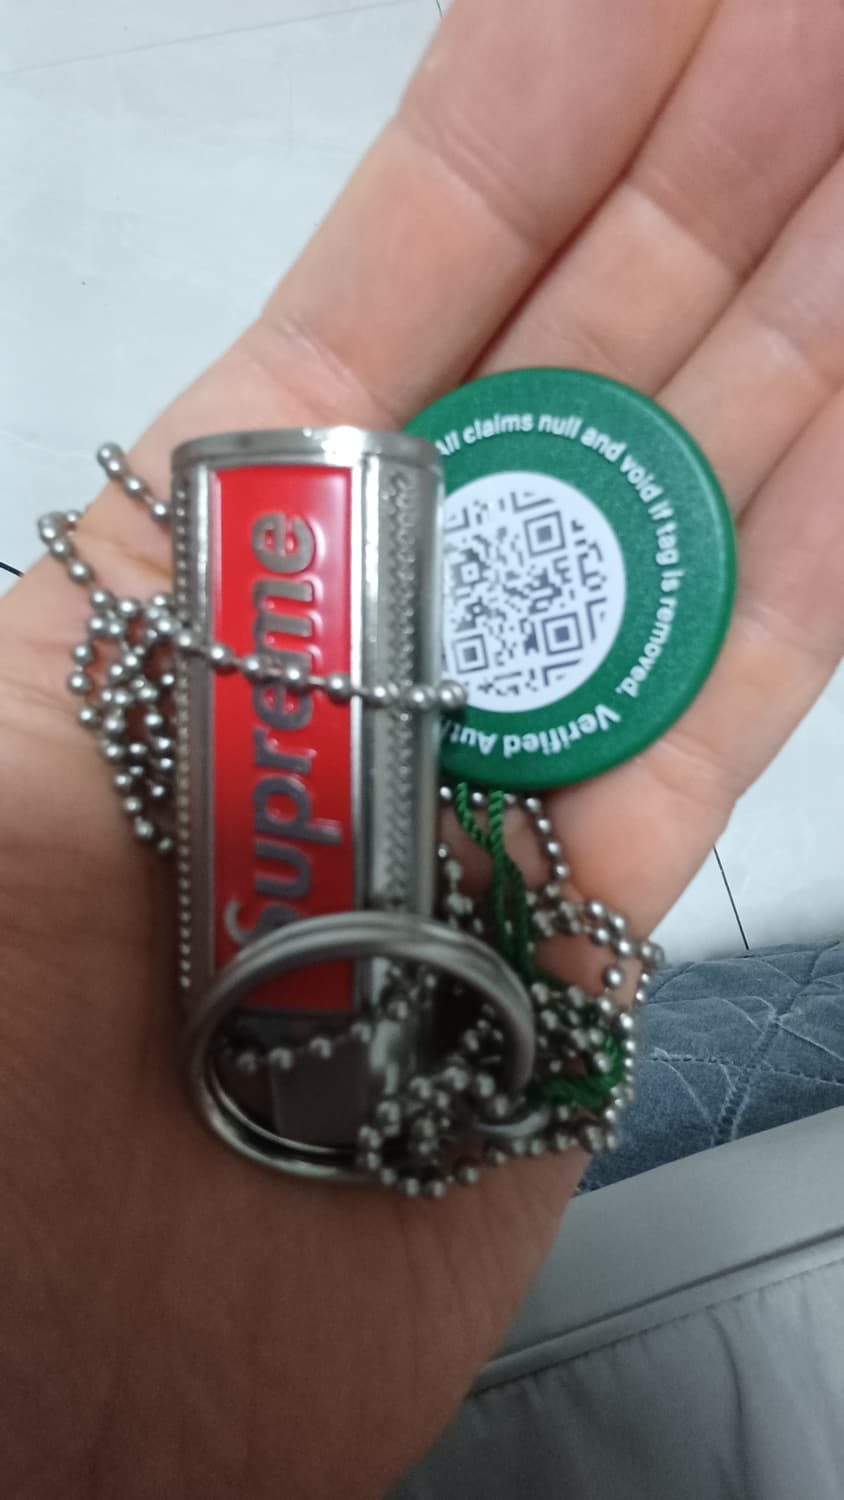 Supreme
All claims null and void if tag is removed.
Verified